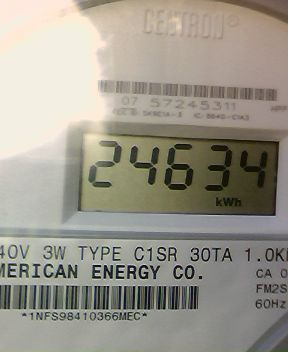 CENTRON®
07 57245311
24634
kWh
40V 3W TYPE C1SR 30TA 1.0K
MERICAN ENERGY CO.
CA 0
FM2S
60Hz
*1NFS98410366MEC*